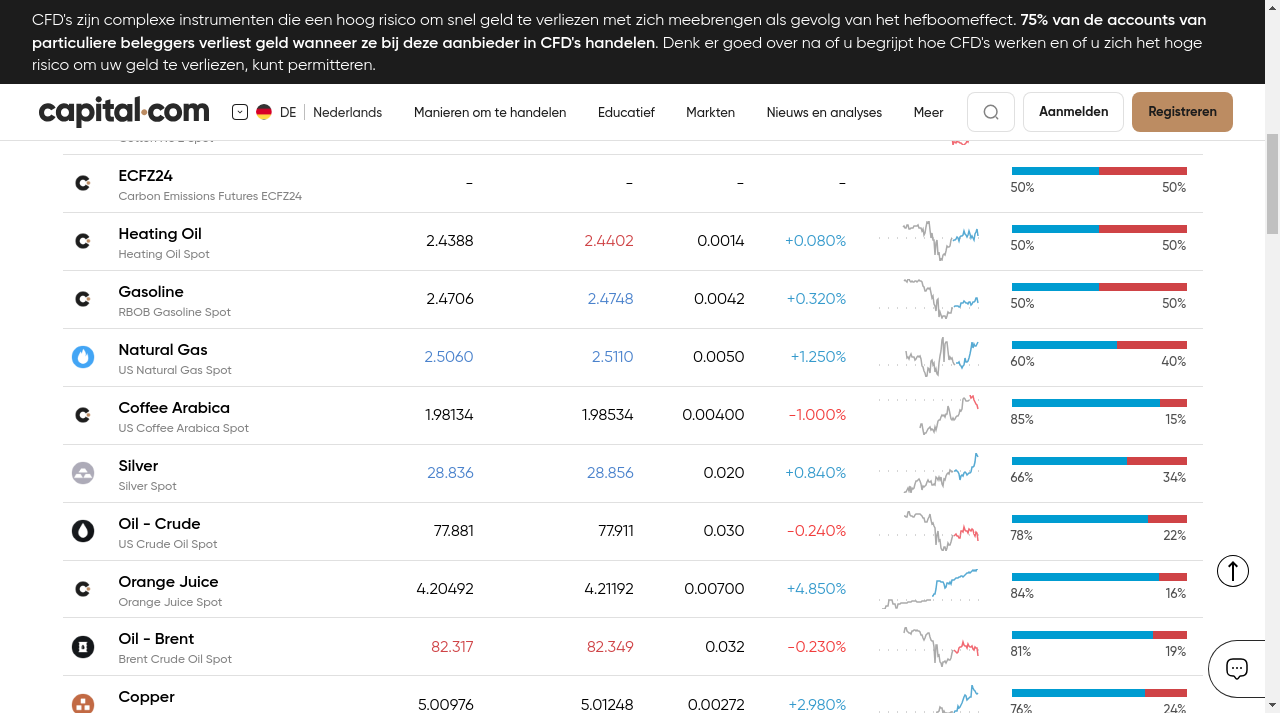 CFD's zijn complexe instrumenten die een hoog risico om snel geld te verliezen met zich meebrengen als gevolg van het hefboomeffect. 75% van de accounts van
particuliere beleggers verliest geld wanneer ze bij deze aanbieder in CFD's handelen. Denk er goed over na of u begrijpt hoe CFD's werken en of u zich het hoge
risico om uw geld te verliezen, kunt permitteren.
capital.com DE Nederlands Manieren om te handelen Educatief Markten Nieuws en analyses Meer Aanmelden Registreren
ECFZ24 - - - - 50% 50%
Carbon Emissions Futures ECFZ24
Heating Oil 2.4388 2.4402 0.0014 +0.080% 50% 50%
Heating Oil Spot
Gasoline 2.4706 2.4748 0.0042 +0.320% 50% 50%
RBOB Gasoline Spot
Natural Gas 2.5060 2.5110 0.0050 +1.250% 60% 40%
US Natural Gas Spot
Coffee Arabica 1.98134 1.98534 0.00400 -1.000% 85% 15%
US Coffee Arabica Spot
Silver 28.836 28.856 0.020 +0.840% 66% 34%
Silver Spot
Oil - Crude 77.881 77.911 0.030 -0.240% 78% 22%
US Crude Oil Spot
Orange Juice 4.20492 4.21192 0.00700 +4.850% 84% 16%
Orange Juice Spot
Oil - Brent 82.317 82.349 0.032 -0.230% 81% 19%
Brent Crude Oil Spot
Copper 5.00976 5.01248 0.00272 +2.980% 76% 24%